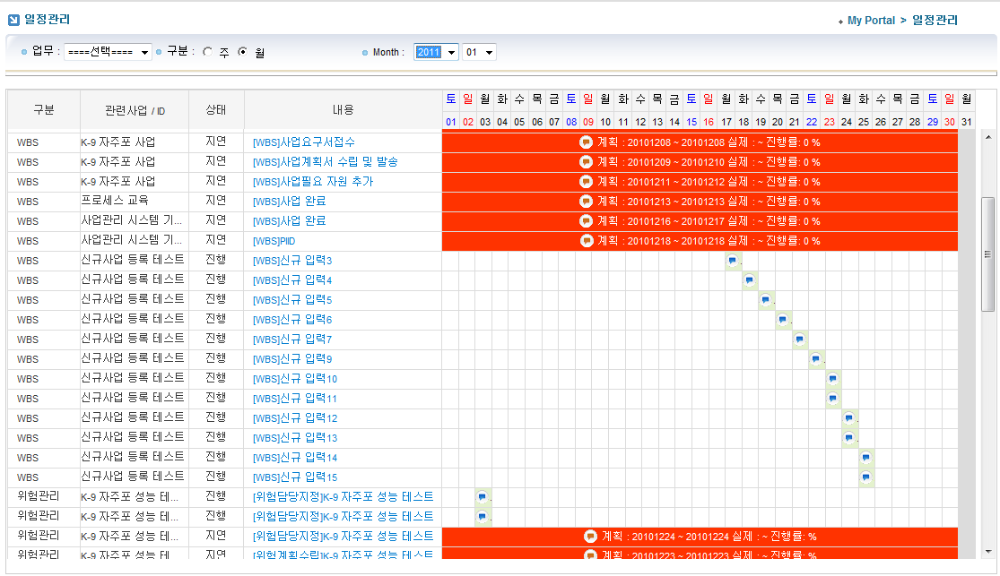 일정관리
My Portal > 일정관리
업무 : ====선택==== 구분 : 주 월 Month : 2011 01
구분 관련사업 / ID 상태 내용 토 일 월 화 수 목 금 토 일 월 화 수 목 금 토 일 월 화 수 목 금 토 일 월 화 수 목 금 토 일 월
01 02 03 04 05 06 07 08 09 10 11 12 13 14 15 16 17 18 19 20 21 22 23 24 25 26 27 28 29 30 31
WBS K-9 자주포 사업 지연 [WBS]사업요구서접수 계획 : 20101208 ~ 20101208 실제 : ~ 진행률: 0 %
WBS K-9 자주포 사업 지연 [WBS]사업계획서 수립 및 발송 계획 : 20101209 ~ 20101210 실제 : ~ 진행률: 0 %
WBS K-9 자주포 사업 지연 [WBS]사업필요 자원 추가 계획 : 20101211 ~ 20101212 실제 : ~ 진행률: 0 %
WBS 프로세스 교육 지연 [WBS]사업 완료 계획 : 20101213 ~ 20101213 실제 : ~ 진행률: 0 %
WBS 사업관리 시스템 기... 지연 [WBS]사업 완료 계획 : 20101216 ~ 20101217 실제 : ~ 진행률: 0 %
WBS 사업관리 시스템 기... 지연 [WBS]PIID 계획 : 20101218 ~ 20101218 실제 : ~ 진행률: 0 %
WBS 신규사업 등록 테스트 진행 [WBS]신규 입력3
WBS 신규사업 등록 테스트 진행 [WBS]신규 입력4
WBS 신규사업 등록 테스트 진행 [WBS]신규 입력5
WBS 신규사업 등록 테스트 진행 [WBS]신규 입력6
WBS 신규사업 등록 테스트 진행 [WBS]신규 입력7
WBS 신규사업 등록 테스트 진행 [WBS]신규 입력9
WBS 신규사업 등록 테스트 진행 [WBS]신규 입력10
WBS 신규사업 등록 테스트 진행 [WBS]신규 입력11
WBS 신규사업 등록 테스트 진행 [WBS]신규 입력12
WBS 신규사업 등록 테스트 진행 [WBS]신규 입력13
WBS 신규사업 등록 테스트 진행 [WBS]신규 입력14
WBS 신규사업 등록 테스트 진행 [WBS]신규 입력15
위험관리 K-9 자주포 성능 테... 진행 [위험담당지정]K-9 자주포 성능 테스트
위험관리 K-9 자주포 성능 테... 진행 [위험담당지정]K-9 자주포 성능 테스트
위험관리 K-9 자주포 성능 테... 지연 [위험담당지정]K-9 자주포 성능 테스트 계획 : 20101224 ~ 20101224 실제 : ~ 진행률: %
위험관리 K-9 자주포 성능 테... 지연 [위험계획수립]K-9 자주포 성능 테스트 계획 : 20101223 ~ 20101223 실제 : ~ 진행률: %